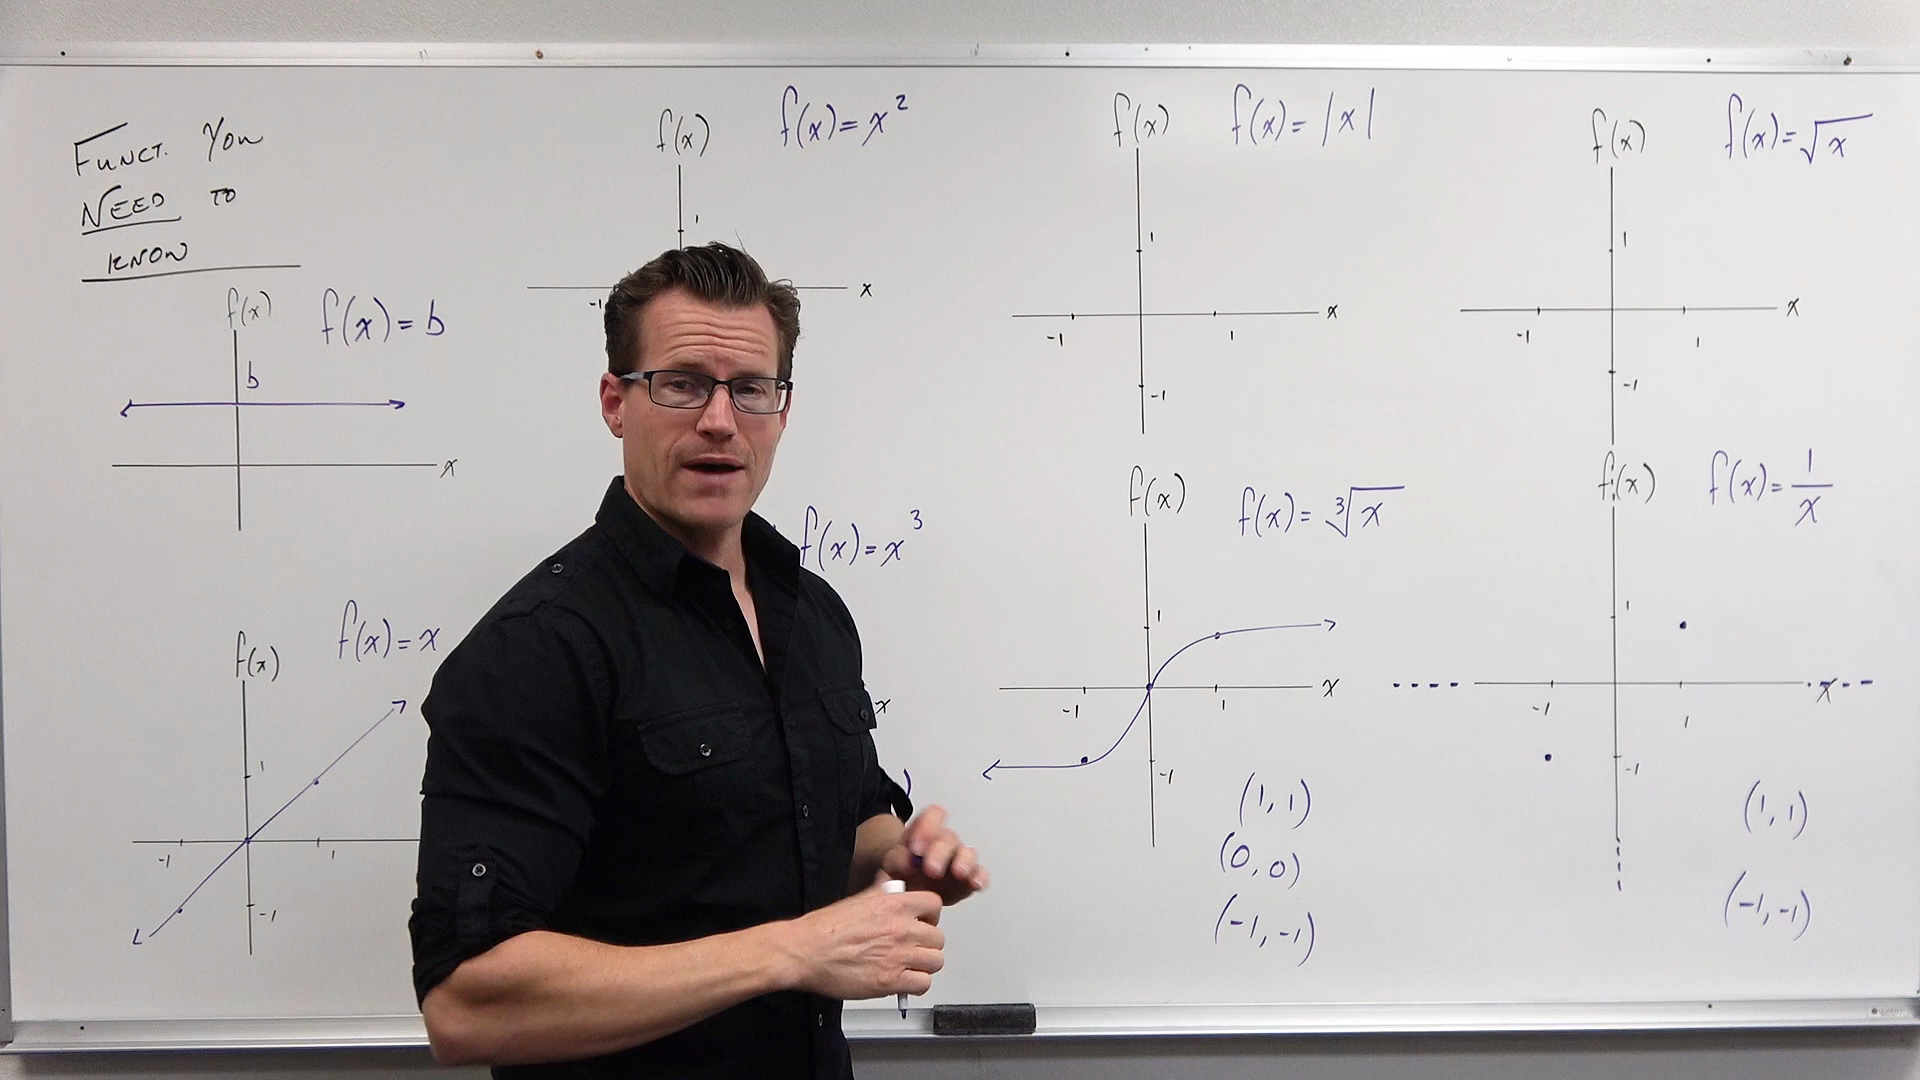 FUNCT. YOU
NEED TO
KNOW
f(x)
f(x) = b
b
x
f(x)
f(x) = x
1
-1
1
-1
f(x)
f(x) = x²
1
-1
x
f(x) = x³
x
f(x)
f(x) = |x|
1
x
-1
1
-1
f(x)
f(x) = ∛x
1
x
-1
1
-1
(1, 1)
(0, 0)
(-1, -1)
f(x)
f(x) = √x
1
x
-1
1
-1
f(x)
f(x) = 1/x
1
x
-1
1
-1
(1, 1)
(-1, -1)